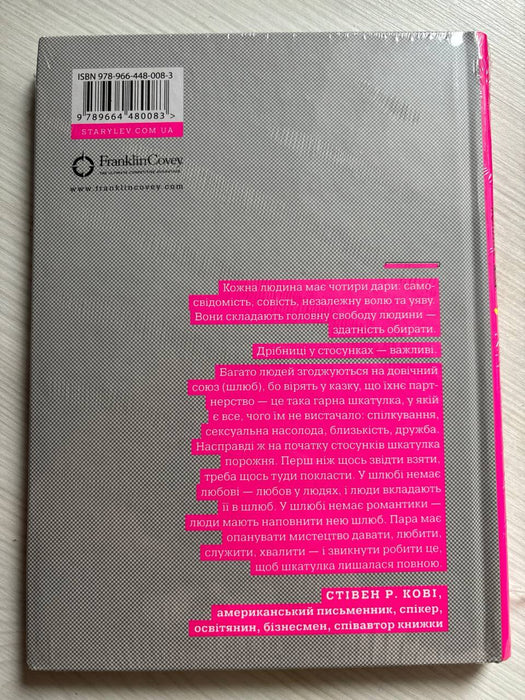 ISBN 978-966-448-008-3
9 789664 480083 >
STARYLEV.COM.UA
FranklinCovey
THE ULTIMATE COMPETITIVE ADVANTAGE
www.franklincovey.com
Кожна людина має чотири дари: само-
свідомість, совість, незалежну волю та уяву.
Вони складають головну свободу людини —
здатність обирати.
Дрібниці у стосунках — важливі.
Багато людей згоджуються на довічний
союз (шлюб), бо вірять у казку, що їхнє парт-
нерство — це така гарна шкатулка, у якій
є все, чого їм не вистачало: спілкування,
сексуальна насолода, близькість, дружба.
Насправді ж на початку стосунків шкатулка
порожня. Перш ніж щось звідти взяти,
треба щось туди покласти. У шлюбі немає
любові — любов у людях, і люди вкладають
її в шлюб. У шлюбі немає романтики —
люди мають наповнити нею шлюб. Пара має
опанувати мистецтво давати, любити,
служити, хвалити — і звикнути робити це,
щоб шкатулка лишалася повною.
СТІВЕН Р. КОВІ,
американський письменник, спікер,
освітянин, бізнесмен, співавтор книжки